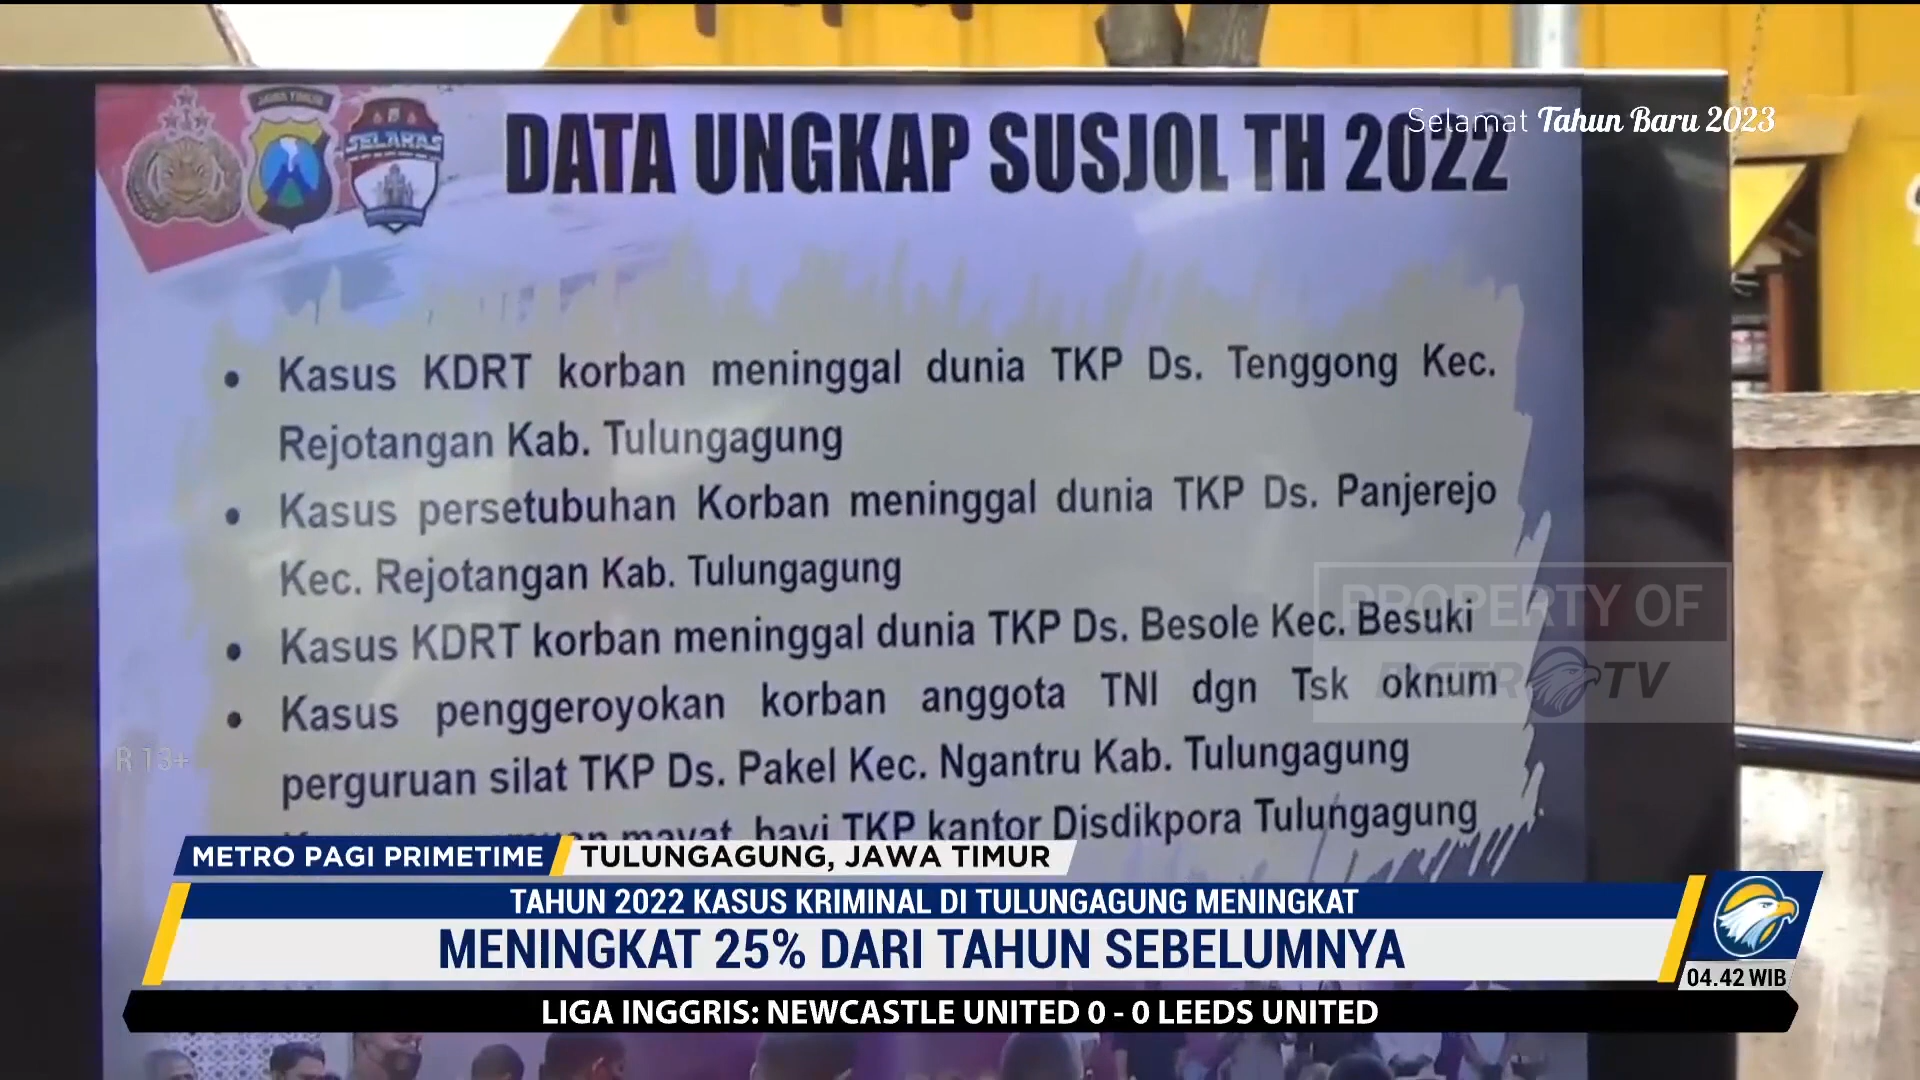 Selamat Tahun Baru 2023
JAWA TIMUR
SELARAS
DATA UNGKAP SUSJOL TH 2022
• Kasus KDRT korban meninggal dunia TKP Ds. Tenggong Kec.
Rejotangan Kab. Tulungagung
• Kasus persetubuhan Korban meninggal dunia TKP Ds. Panjerejo
Kec. Rejotangan Kab. Tulungagung
• Kasus KDRT korban meninggal dunia TKP Ds. Besole Kec. Besuki
• Kasus penggeroyokan korban anggota TNI dgn Tsk oknum
perguruan silat TKP Ds. Pakel Kec. Ngantru Kab. Tulungagung
mayat bayi TKP kantor Disdikpora Tulungagung
PROPERTY OF
METRO TV
R 13+
METRO PAGI PRIMETIME
TULUNGAGUNG, JAWA TIMUR
TAHUN 2022 KASUS KRIMINAL DI TULUNGAGUNG MENINGKAT
MENINGKAT 25% DARI TAHUN SEBELUMNYA
04.42 WIB
LIGA INGGRIS: NEWCASTLE UNITED 0 - 0 LEEDS UNITED